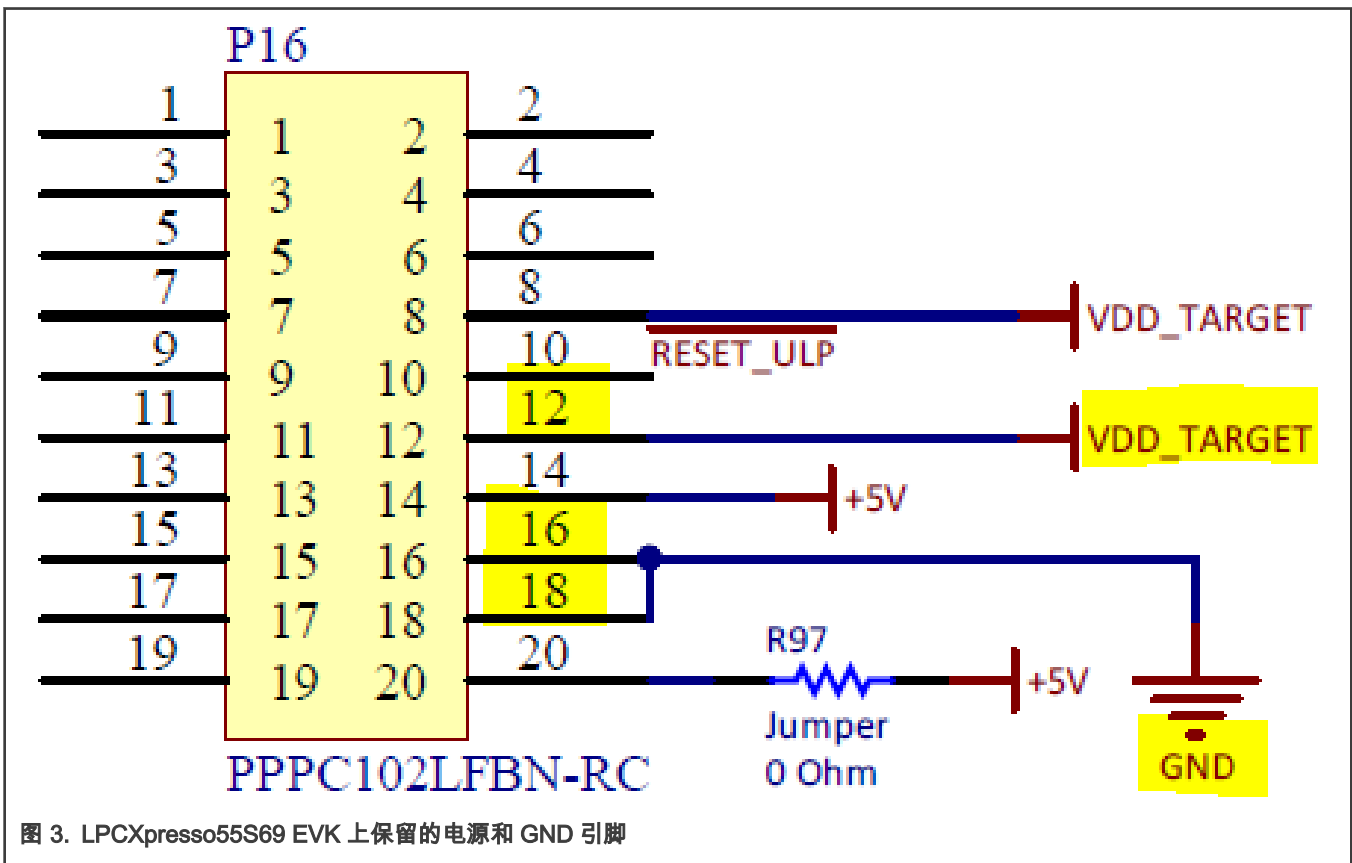 P16
1 1 2 2
3 3 4 4
5 5 6 6
7 7 8 8 VDD_TARGET
RESET_ULP
9 9 10 10
11 11 12 12 VDD_TARGET
13 13 14 14 +5V
15 15 16 16
17 17 18 18
19 19 20 20 R97 +5V
Jumper
0 Ohm
GND
PPPC102LFBN-RC
图 3. LPCXpresso55S69 EVK 上保留的电源和 GND 引脚